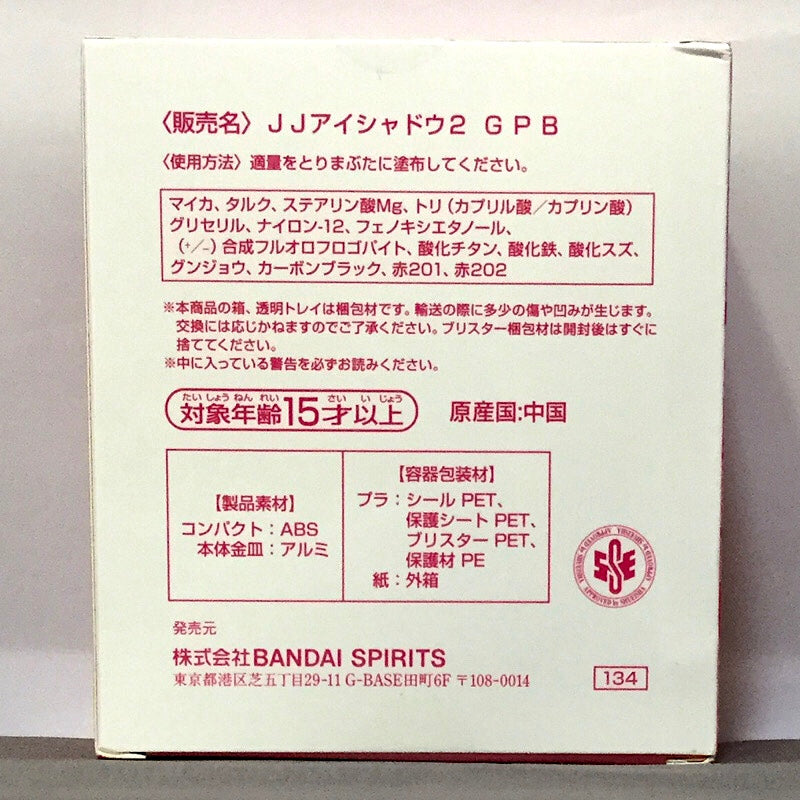 〈販売名〉ＪＪアイシャドウ２ ＧＰＢ
〈使用方法〉適量をとりまぶたに塗布してください。
マイカ、タルク、ステアリン酸Mg、トリ（カプリル酸／カプリン酸）
グリセリル、ナイロン-12、フェノキシエタノール、
（+/−）合成フルオロフロゴパイト、酸化チタン、酸化鉄、酸化スズ、
グンジョウ、カーボンブラック、赤201、赤202
※本商品の箱、透明トレイは梱包材です。輸送の際に多少の傷や凹みが生じます。
交換には応じかねますのでご了承ください。ブリスター梱包材は開封後はすぐに
捨ててください。
※中に入っている警告を必ずお読みください。
たいしょうねんれい さい いじょう
対象年齢15才以上 原産国:中国
【製品素材】
コンパクト：ABS
本体金皿：アルミ
【容器包装材】
プラ：シール PET、
保護シート PET、
ブリスター PET、
保護材 PE
紙：外箱
SSE
発売元
株式会社BANDAI SPIRITS
東京都港区芝五丁目29-11 G-BASE田町6F 〒108-0014
134